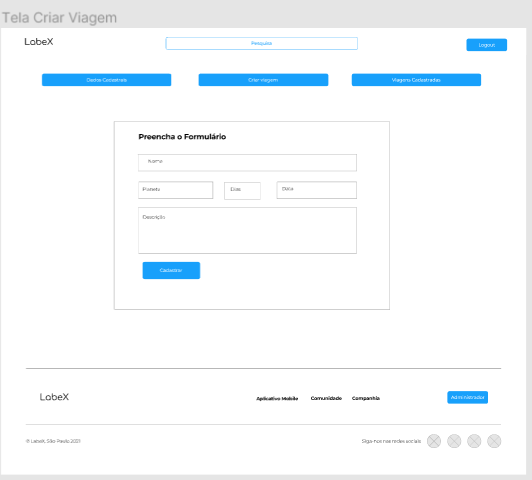 Tela Criar Viagem
LabeX
Pesquisa
Logout
Dados Cadastrais
Criar viagem
Viagens Cadastradas
Preencha o Formulário
Nome
Planeta
Dias
Data
Descrição
Cadastrar
LabeX
Aplicativo Mobile
Comunidade
Companhia
Administrador
© LabeX, São Paulo 2021
Siga-nos nas redes sociais